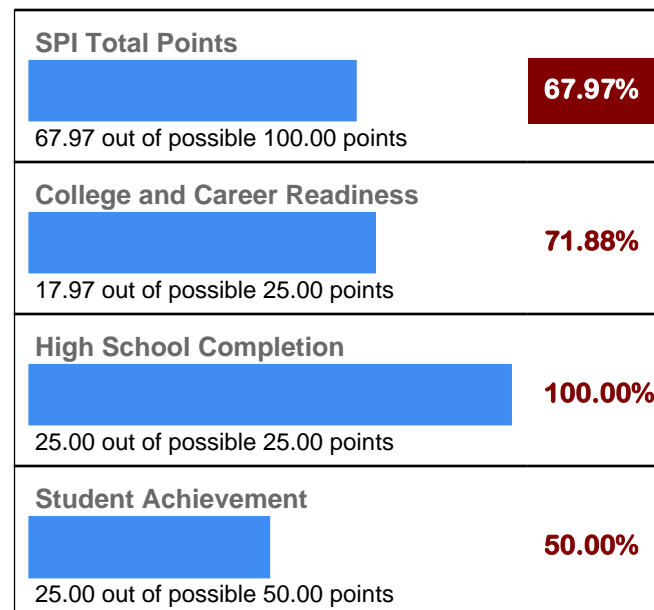 SPI Total Points
67.97%
67.97 out of possible 100.00 points
College and Career Readiness
71.88%
17.97 out of possible 25.00 points
High School Completion
100.00%
25.00 out of possible 25.00 points
Student Achievement
50.00%
25.00 out of possible 50.00 points